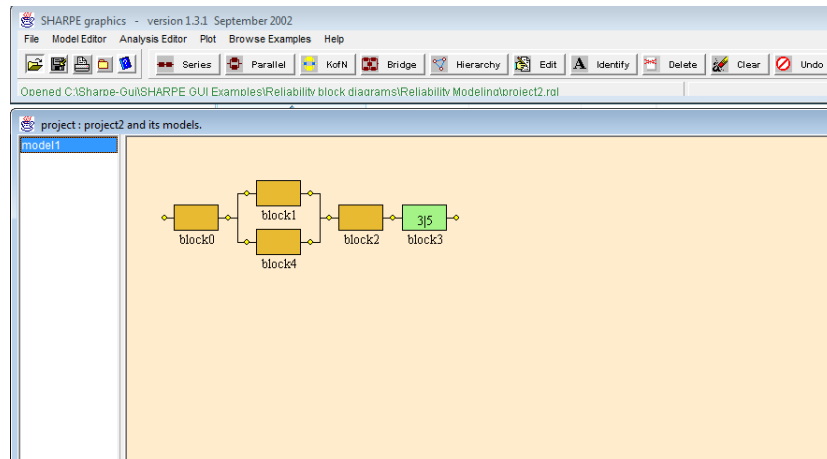 SHARPE graphics - version 1.3.1 September 2002
File Model Editor Analysis Editor Plot Browse Examples Help
Series Parallel KofN Bridge Hierarchy Edit A Identify Delete Clear Undo
Opened C:\Sharpe-Gui\SHARPE GUI Examples\Reliability block diagrams\Reliability Modeling\project2.rgl
project : project2 and its models.
model1
block1
3|5
block0 block2 block3
block4